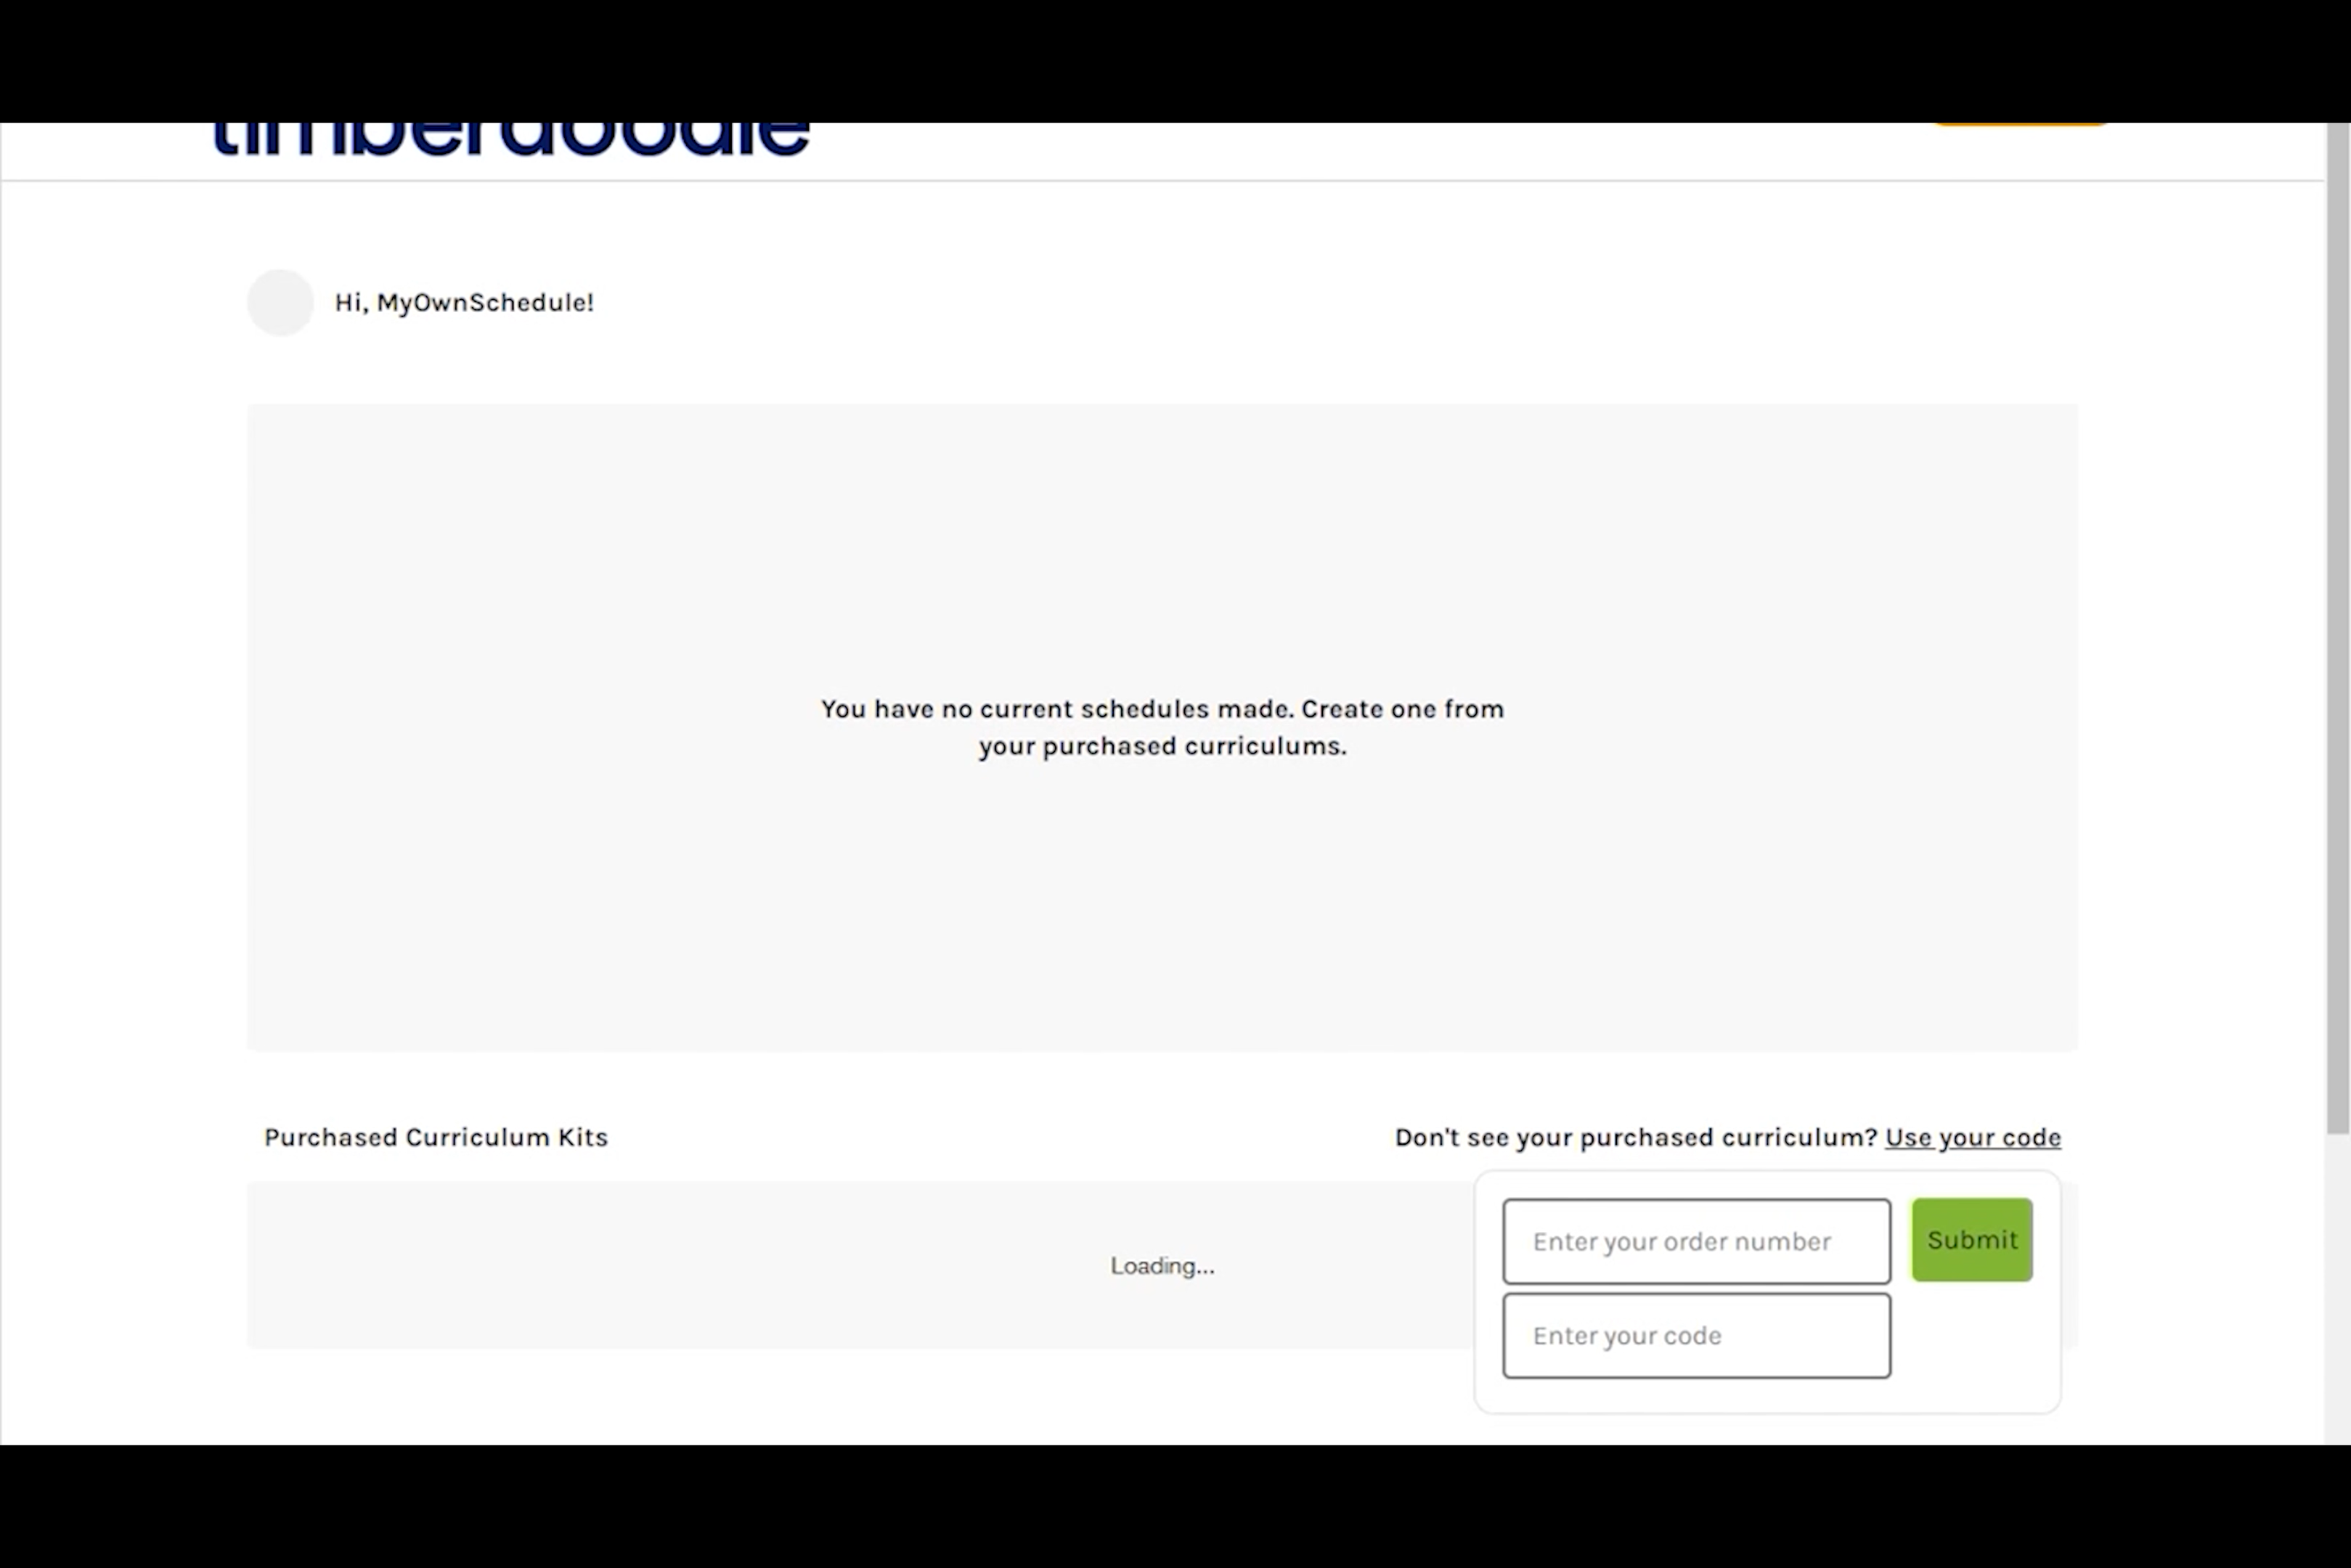 timberdoodle
Hi, MyOwnSchedule!
You have no current schedules made. Create one from
your purchased curriculums.
Purchased Curriculum Kits
Don't see your purchased curriculum? Use your code
Enter your order number
Submit
Loading...
Enter your code